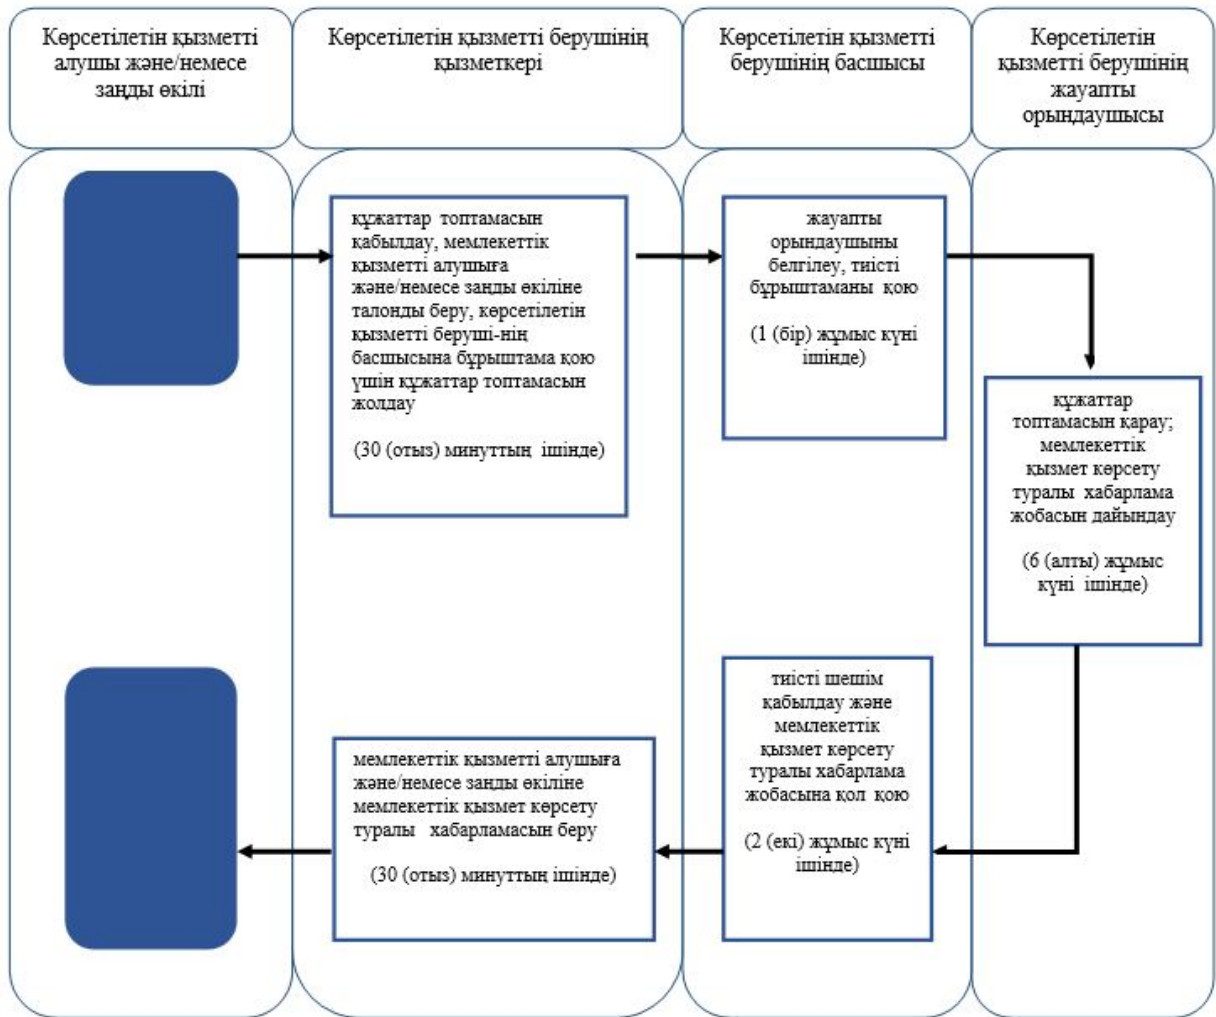 Көрсетілетін қызметті
алушы және/немесе
заңды өкілі
Көрсетілетін қызметті берушінің
қызметкері
Көрсетілетін қызметті
берушінің басшысы
Көрсетілетін
қызметті берушінің
жауапты
орындаушысы
құжаттар топтамасын
қабылдау, мемлекеттік
қызметті алушыға
және/немесе заңды өкіліне
талонды беру, көрсетілетін
қызметті беруші-нің
басшысына бұрыштама қою
үшін құжаттар топтамасын
жолдау
(30 (отыз) минуттың ішінде)
жауапты
орындаушыны
белгілеу, тиісті
бұрыштаманы қою
(1 (бір) жұмыс күні
ішінде)
құжаттар
топтамасын қарау;
мемлекеттік
қызмет көрсету
туралы хабарлама
жобасын дайындау
(6 (алты) жұмыс
күні ішінде)
тиісті шешім
қабылдау және
мемлекеттік
қызмет көрсету
туралы хабарлама
жобасына қол қою
(2 (екі) жұмыс күні
ішінде)
мемлекеттік қызметті алушыға
және/немесе заңды өкіліне
мемлекеттік қызмет көрсету
туралы хабарламасын беру
(30 (отыз) минуттың ішінде)